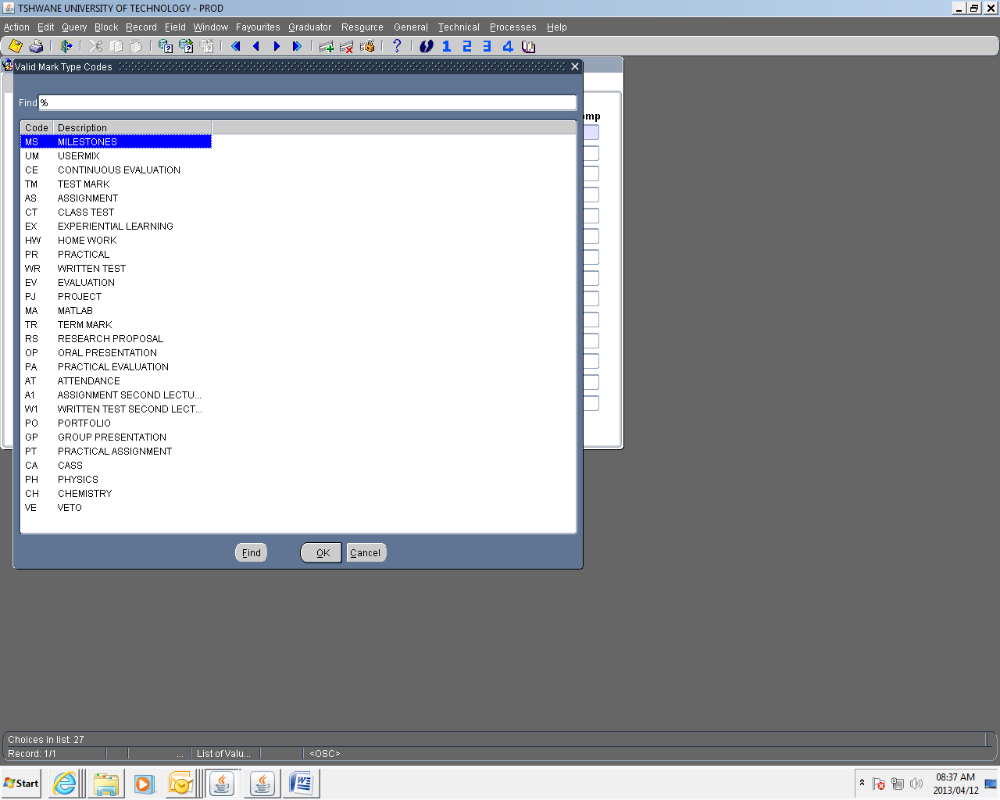 TSHWANE UNIVERSITY OF TECHNOLOGY - PROD
Action Edit Query Block Record Field Window Favourites Graduator Resource General Technical Processes Help
1 2 3 4
Valid Mark Type Codes
Find %
Code Description
MS MILESTONES
UM USERMIX
CE CONTINUOUS EVALUATION
TM TEST MARK
AS ASSIGNMENT
CT CLASS TEST
EX EXPERIENTIAL LEARNING
HW HOME WORK
PR PRACTICAL
WR WRITTEN TEST
EV EVALUATION
PJ PROJECT
MA MATLAB
TR TERM MARK
RS RESEARCH PROPOSAL
OP ORAL PRESENTATION
PA PRACTICAL EVALUATION
AT ATTENDANCE
A1 ASSIGNMENT SECOND LECTU...
W1 WRITTEN TEST SECOND LECT...
PO PORTFOLIO
GP GROUP PRESENTATION
PT PRACTICAL ASSIGNMENT
CA CASS
PH PHYSICS
CH CHEMISTRY
VE VETO
Find OK Cancel
Choices in list: 27
Record: 1/1 ... List of Valu... <OSC>
Start
08:37 AM
2013/04/12